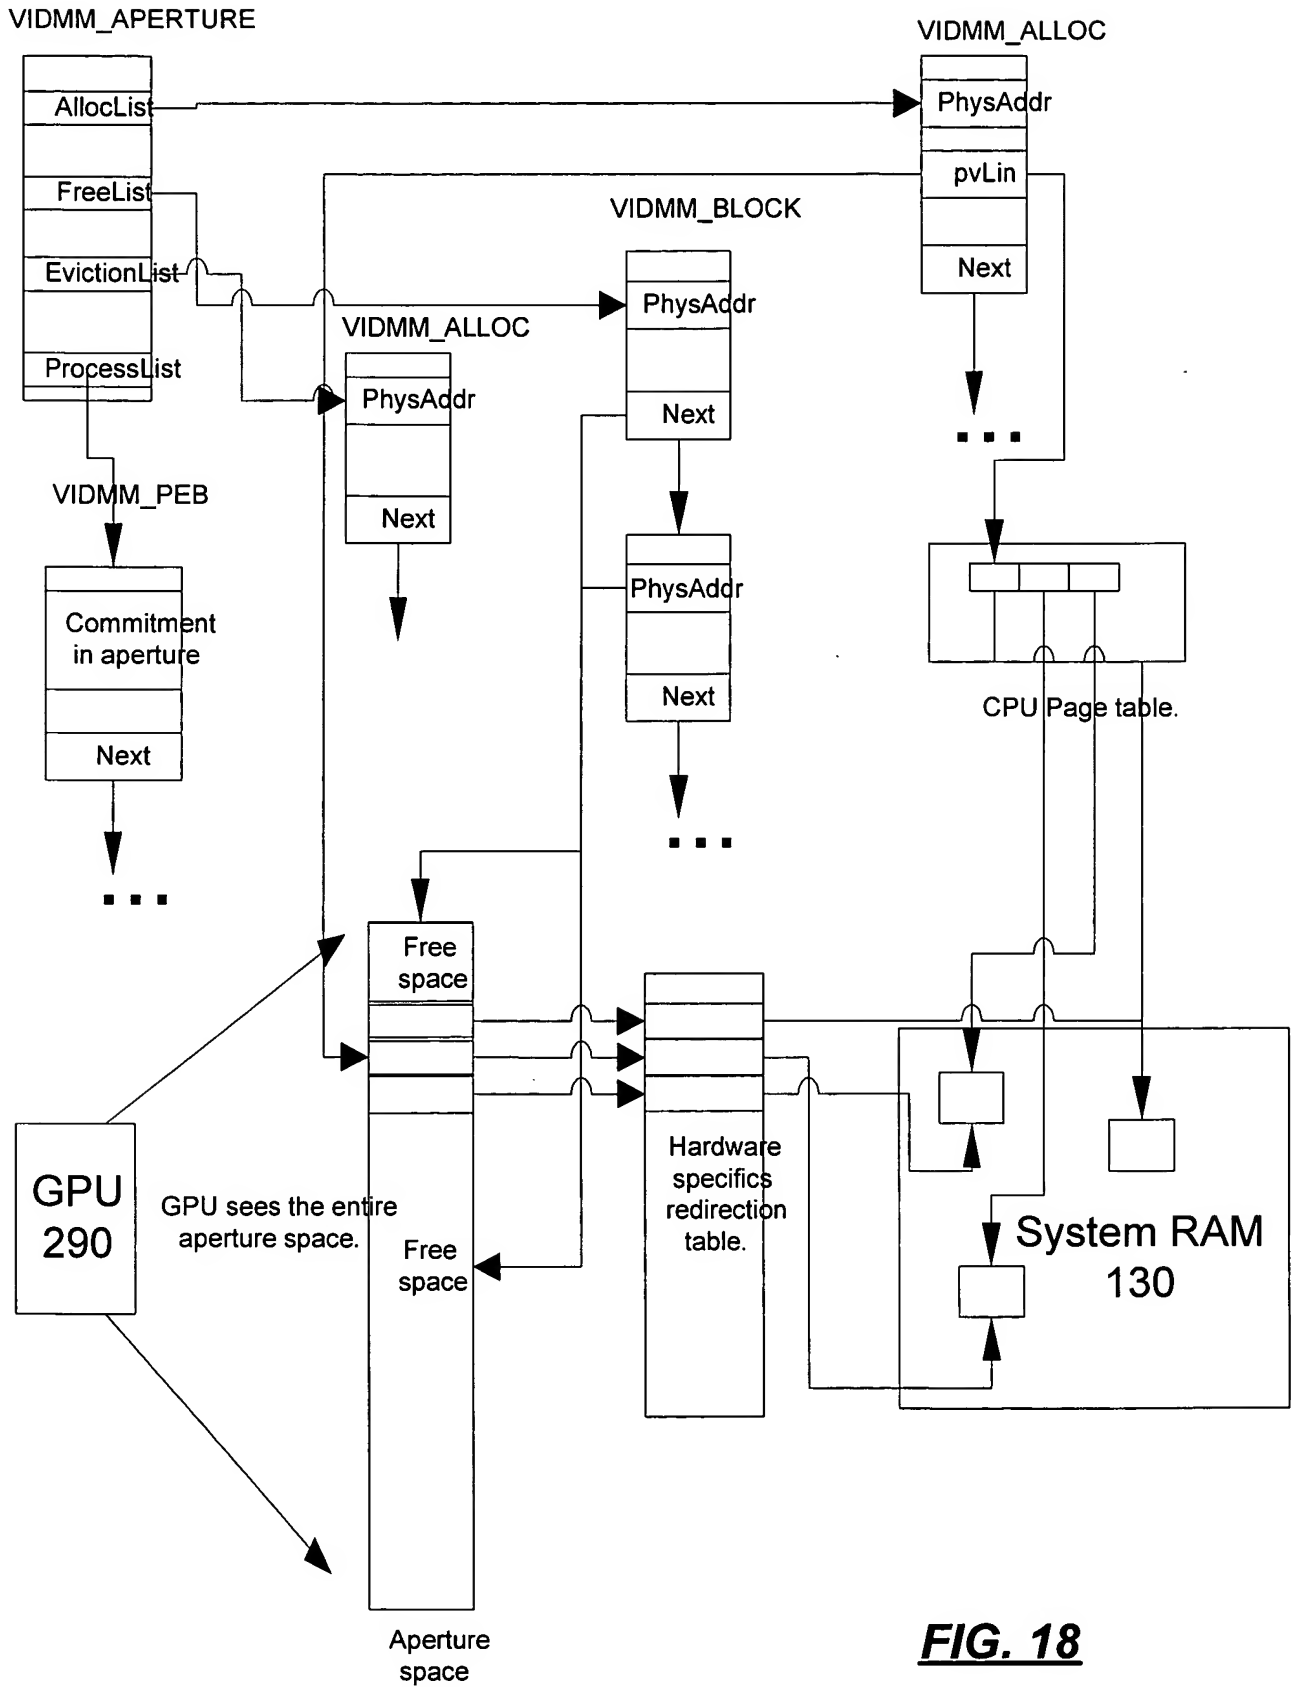 VIDMM_APERTURE
AllocList
FreeList
EvictionList
ProcessList
VIDMM_ALLOC
PhysAddr
pvLin
Next
VIDMM_BLOCK
PhysAddr
Next
PhysAddr
Next
VIDMM_ALLOC
PhysAddr
Next
VIDMM_PEB
Commitment
in aperture
Next
CPU Page table.
Free
space
Free
space
Hardware
specifics
redirection
table.
GPU
290
GPU sees the entire
aperture space.
System RAM
130
Aperture
space
FIG. 18